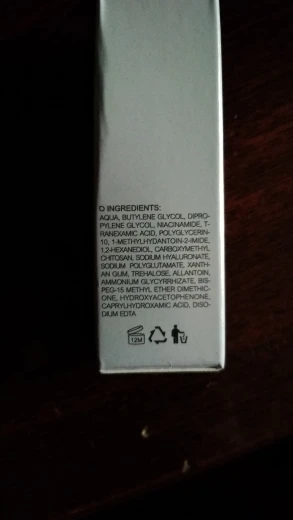 O INGREDIENTS:
AQUA, BUTYLENE GLYCOL, DIPRO-
PYLENE GLYCOL, NIACINAMIDE, T-
RANEXAMIC ACID, POLYGLYCERIN-
10, 1-METHYLHYDANTOIN-2-IMIDE,
1,2-HEXANEDIOL, CARBOXYMETHYL
CHITOSAN, SODIUM HYALURONATE,
SODIUM POLYGLUTAMATE, XANTH-
AN GUM, TREHALOSE, ALLANTOIN,
AMMONIUM GLYCYRRHIZATE, BIS-
PEG-15 METHYL ETHER DIMETHIC-
ONE, HYDROXYACETOPHENONE,
CAPRYLHYDROXAMIC ACID, DISO-
DIUM EDTA
12M